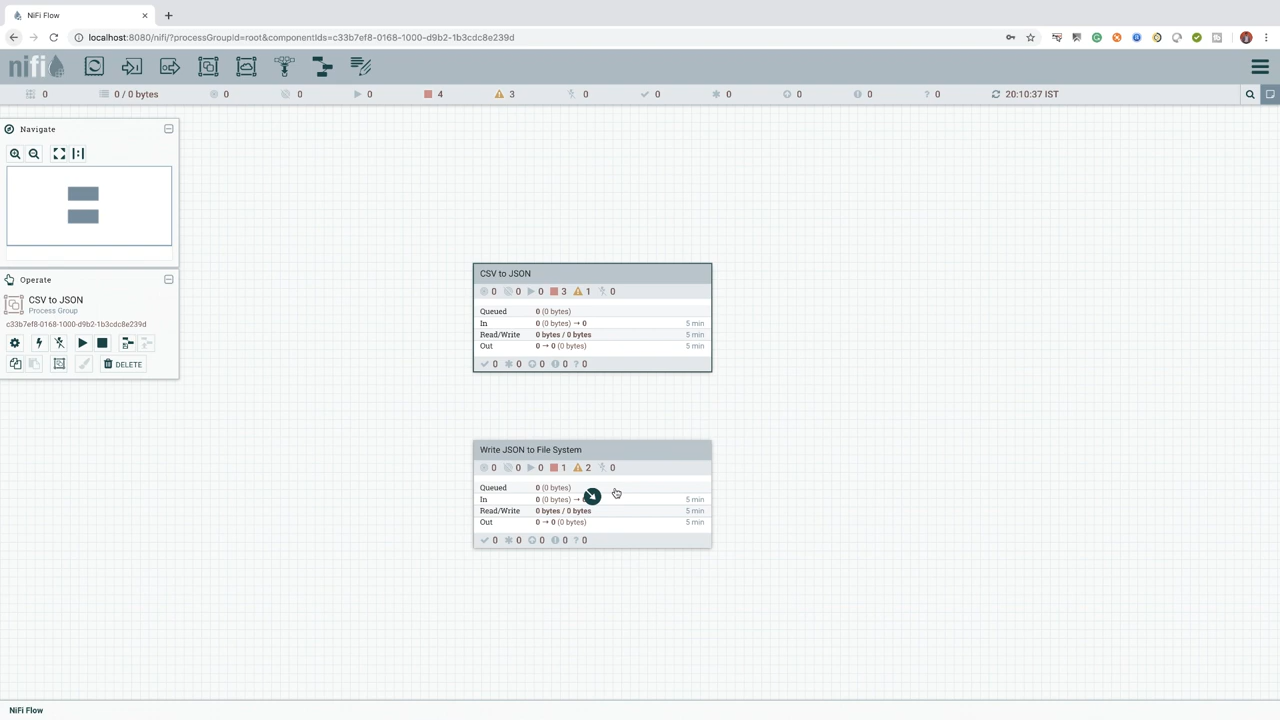 NiFi Flow
localhost:8080/nifi/?processGroupId=root&componentIds=c33b7ef8-0168-1000-d9b2-1b3cdc8e239d
nifi
0 0 / 0 bytes 0 0 0 4 3 0 0 0 0 0 0 20:10:37 IST
Navigate
Operate
CSV to JSON
Process Group
c33b7ef8-0168-1000-d9b2-1b3cdc8e239d
DELETE
CSV to JSON
0 0 0 3 1 0
Queued 0 (0 bytes)
In 0 (0 bytes) → 0 5 min
Read/Write 0 bytes / 0 bytes 5 min
Out 0 → 0 (0 bytes) 5 min
0 0 0 0 ? 0
Write JSON to File System
0 0 0 1 2 0
Queued 0 (0 bytes)
In 0 (0 bytes) → 5 min
Read/Write 0 bytes / 0 bytes 5 min
Out 0 → 0 (0 bytes) 5 min
0 0 0 0 ? 0
NiFi Flow